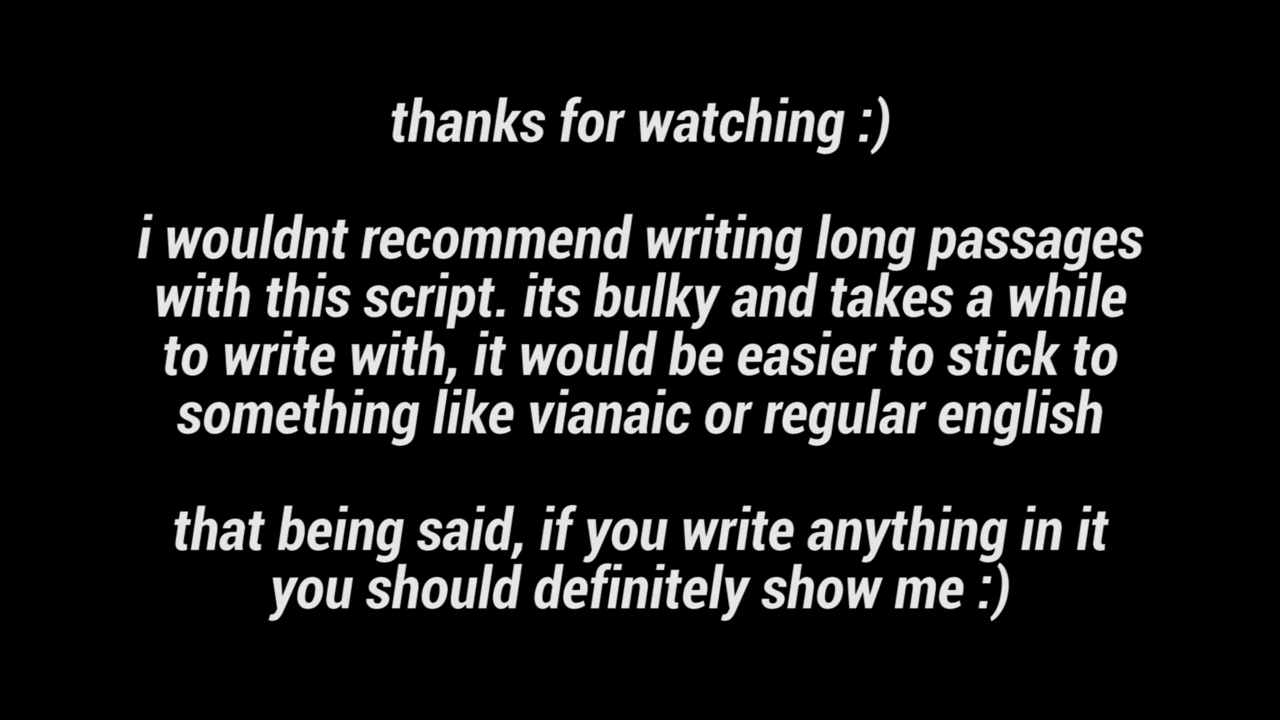 thanks for watching :)
i wouldnt recommend writing long passages
with this script. its bulky and takes a while
to write with, it would be easier to stick to
something like vianaic or regular english
that being said, if you write anything in it
you should definitely show me :)